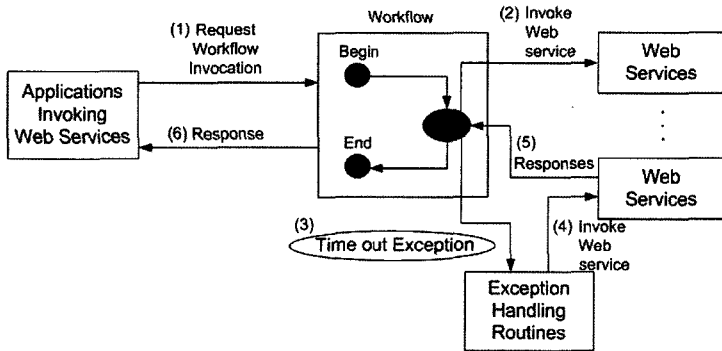 Workflow
(1) Request
Workflow
Invocation
(2) Invoke
Web
service
Web
Services
Begin
Applications
Invoking
Web Services
(6) Response
End
(5)
Responses
Web
Services
(3)
Time out Exception
(4) Invoke
Web
service
Exception
Handling
Routines